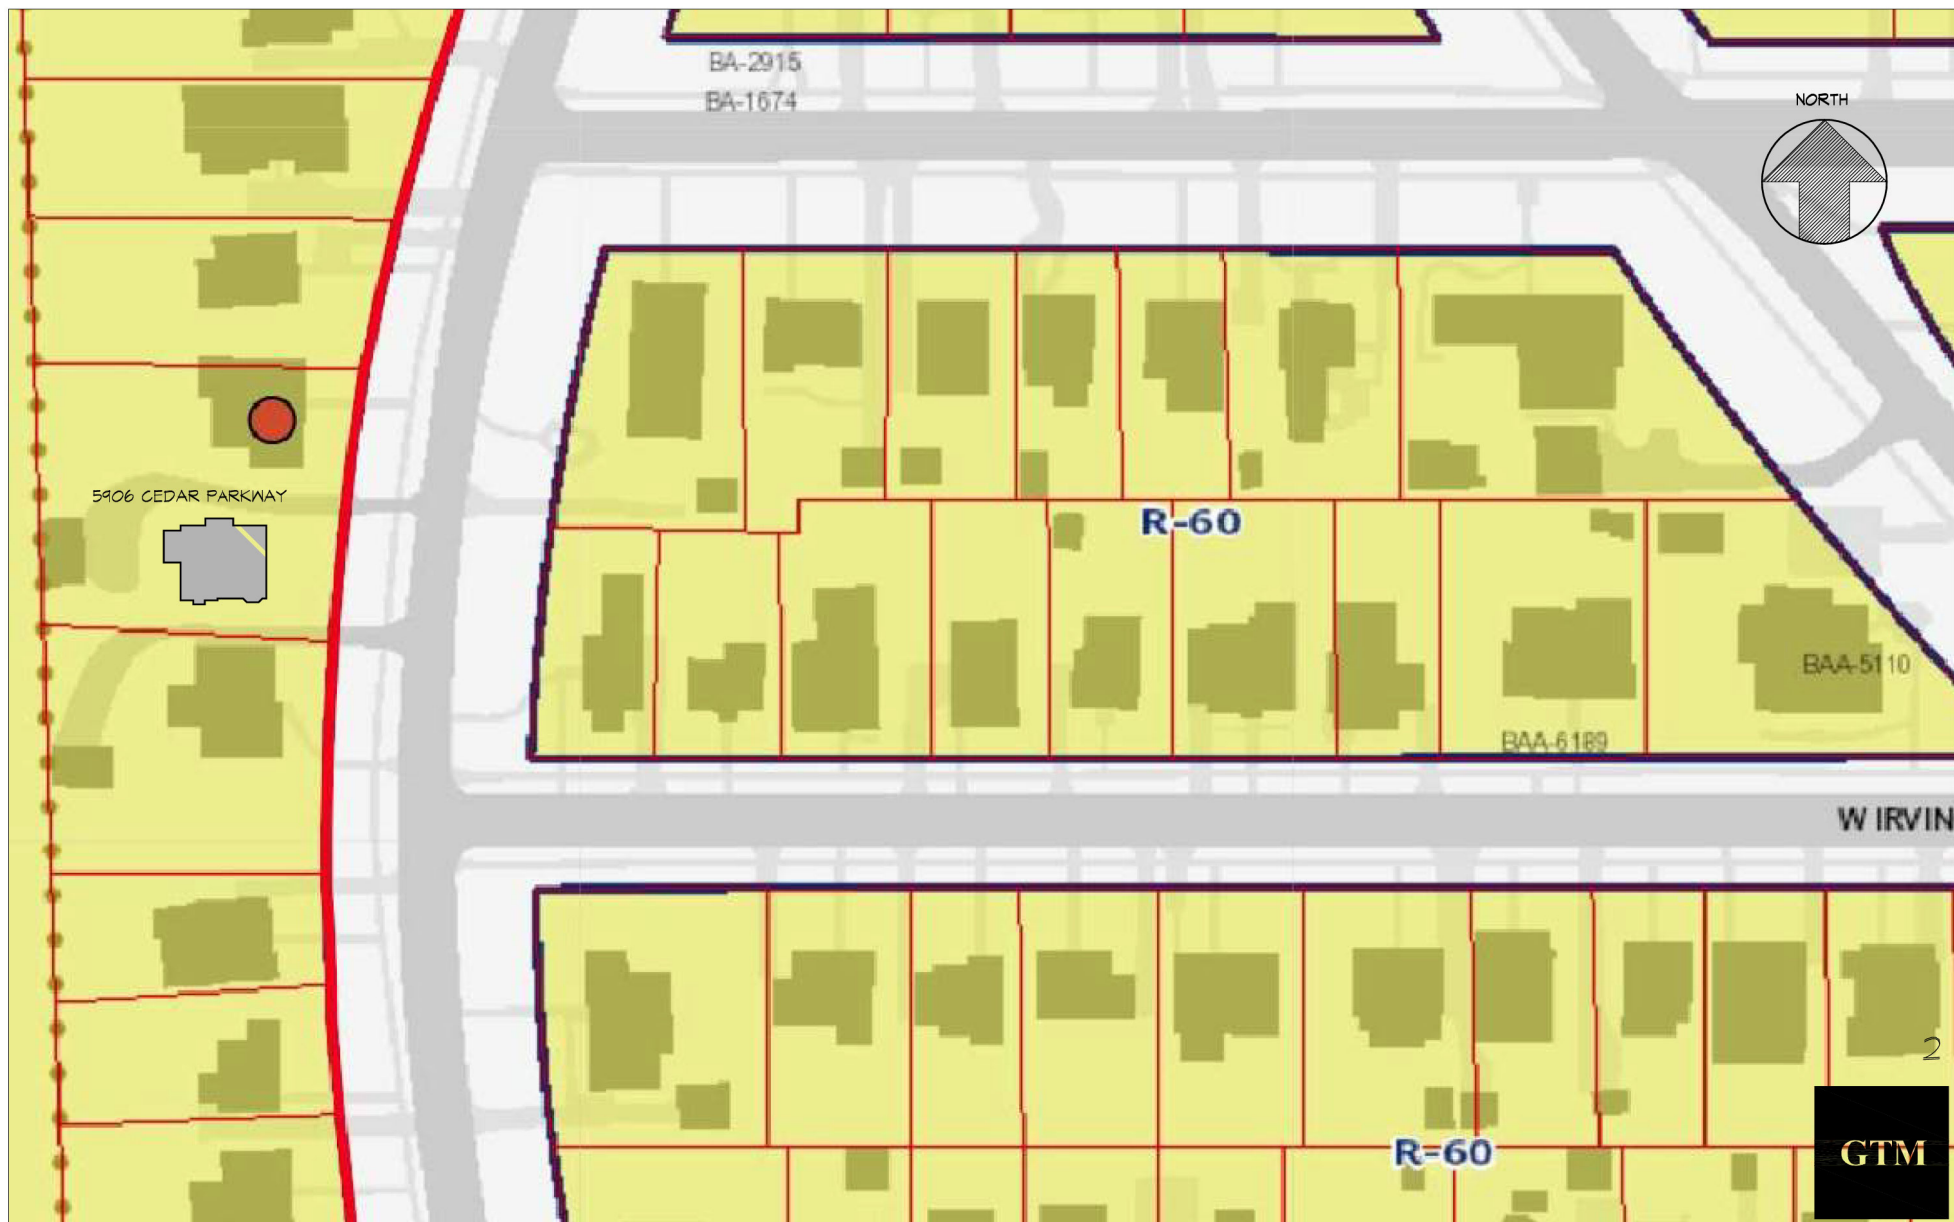 BA-2915
BA-1674
NORTH
5906 CEDAR PARKWAY
R-60
BAA-5110
BAA-6189
W IRVIN
2
R-60
GTM